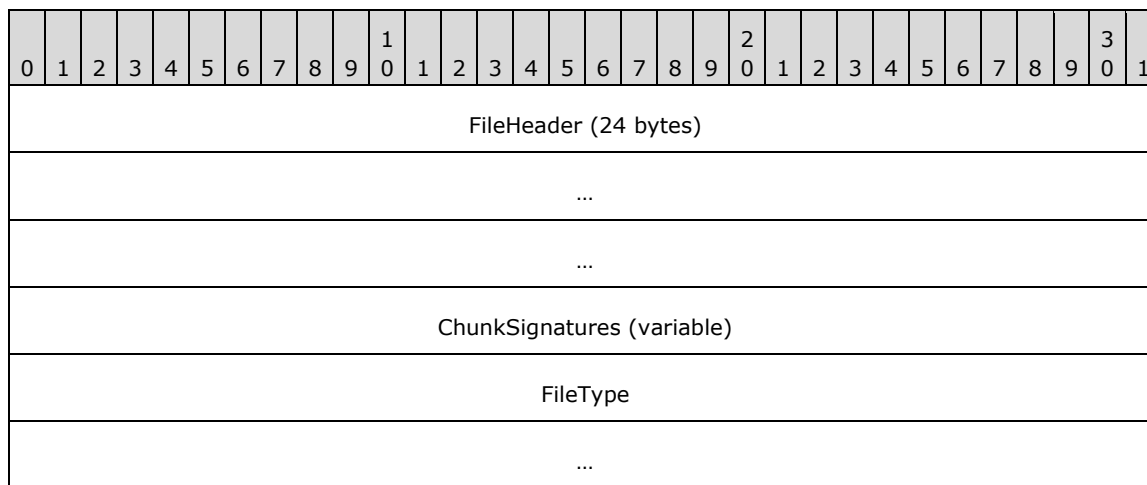 1 2 3
0 1 2 3 4 5 6 7 8 9 0 1 2 3 4 5 6 7 8 9 0 1 2 3 4 5 6 7 8 9 0 1
FileHeader (24 bytes)
...
...
ChunkSignatures (variable)
FileType
...